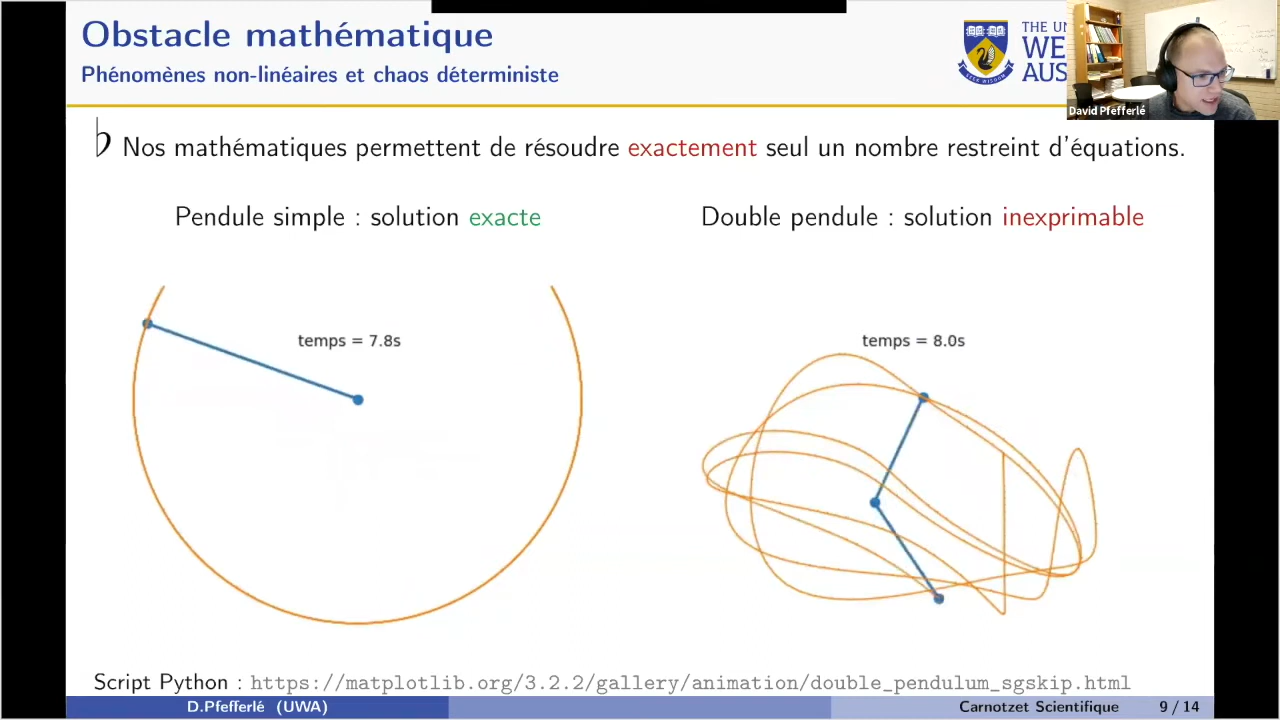 Obstacle mathématique
Phénomènes non-linéaires et chaos déterministe
THE UN
WE
AUS
David Pfefferlé
Nos mathématiques permettent de résoudre exactement seul un nombre restreint d'équations.
Pendule simple : solution exacte
Double pendule : solution inexprimable
temps = 7.8s
temps = 8.0s
Script Python : https://matplotlib.org/3.2.2/gallery/animation/double_pendulum_sgskip.html
D.Pfefferlé (UWA)
Carnotzet Scientifique
9 / 14